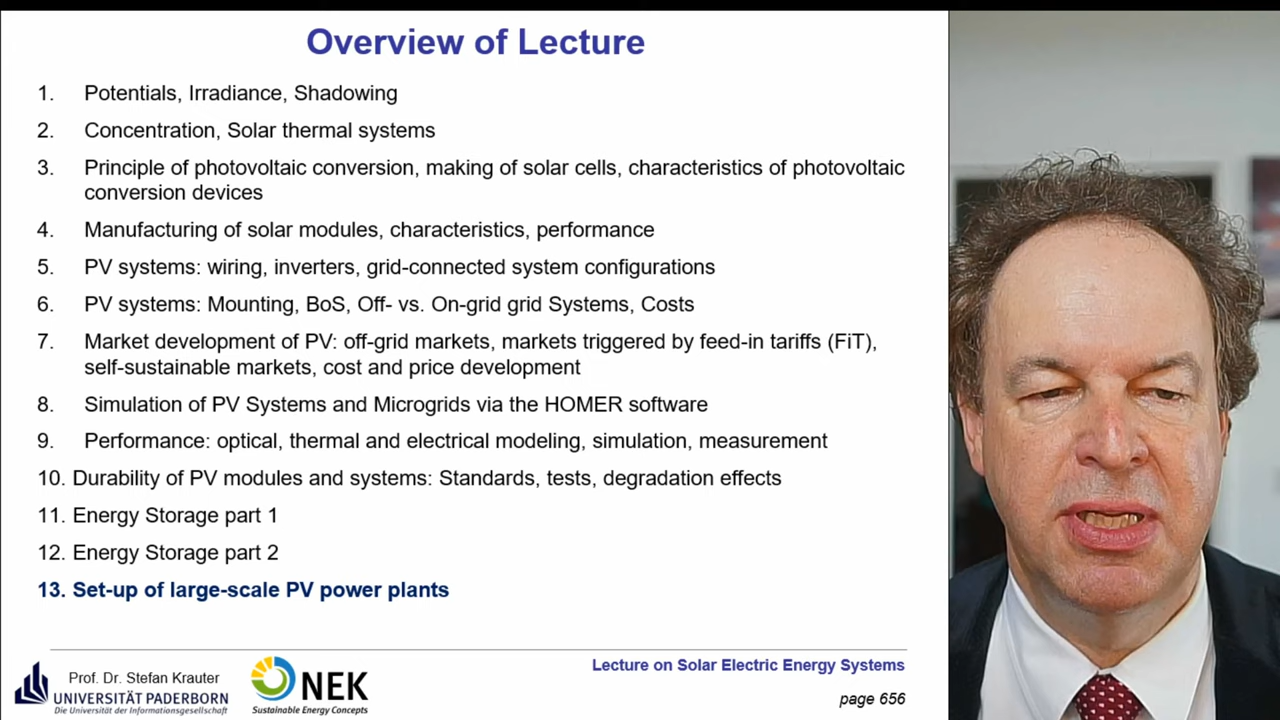 Overview of Lecture
1. Potentials, Irradiance, Shadowing
2. Concentration, Solar thermal systems
3. Principle of photovoltaic conversion, making of solar cells, characteristics of photovoltaic
conversion devices
4. Manufacturing of solar modules, characteristics, performance
5. PV systems: wiring, inverters, grid-connected system configurations
6. PV systems: Mounting, BoS, Off- vs. On-grid grid Systems, Costs
7. Market development of PV: off-grid markets, markets triggered by feed-in tariffs (FiT),
self-sustainable markets, cost and price development
8. Simulation of PV Systems and Microgrids via the HOMER software
9. Performance: optical, thermal and electrical modeling, simulation, measurement
10. Durability of PV modules and systems: Standards, tests, degradation effects
11. Energy Storage part 1
12. Energy Storage part 2
13. Set-up of large-scale PV power plants
Prof. Dr. Stefan Krauter
UNIVERSITÄT PADERBORN
Die Universität der Informationsgesellschaft
NEK
Sustainable Energy Concepts
Lecture on Solar Electric Energy Systems
page 656